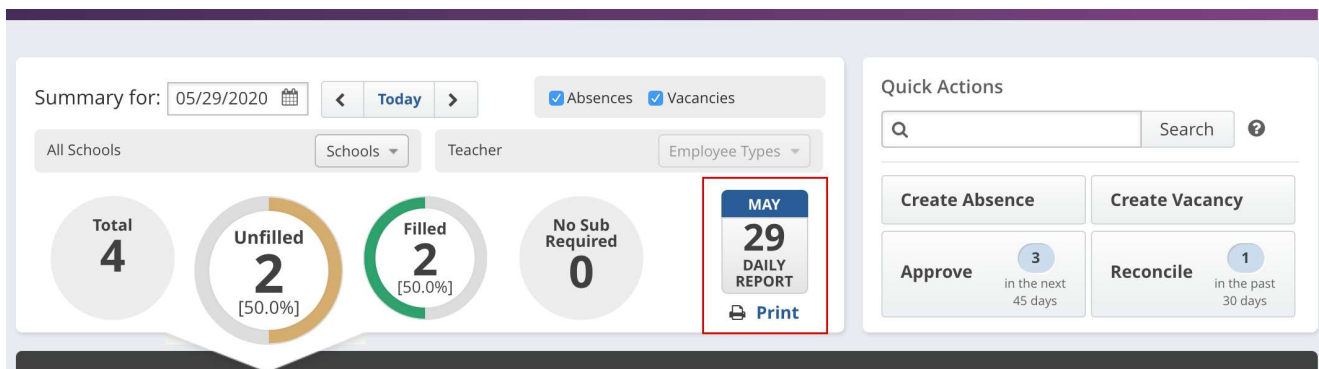 Summary for: 05/29/2020 Today
Absences Vacancies
All Schools Schools
Teacher Employee Types
Total
4
Unfilled
2
[50.0%]
Filled
2
[50.0%]
No Sub
Required
0
MAY
29
DAILY
REPORT
Print
Quick Actions
Search
Create Absence
Create Vacancy
Approve
3
in the next
45 days
Reconcile
1
in the past
30 days